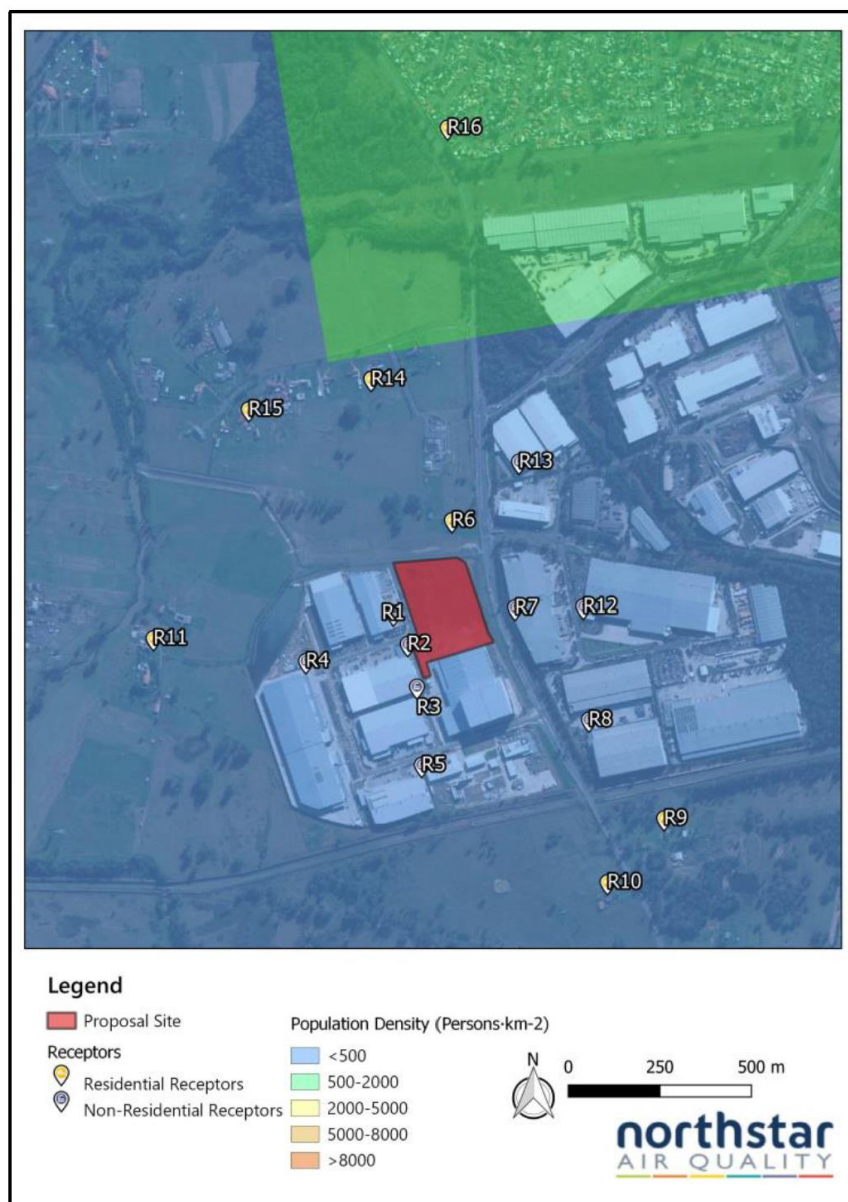 R16
R14
R15
R13
R6
R1
R7
R12
R2
R11
R4
R3
R8
R5
R9
R10
Legend
Proposal Site
Receptors
Residential Receptors
Non-Residential Receptors
Population Density (Persons·km-2)
<500
500-2000
2000-5000
5000-8000
>8000
N
0 250 500 m
northstar
AIR QUALITY